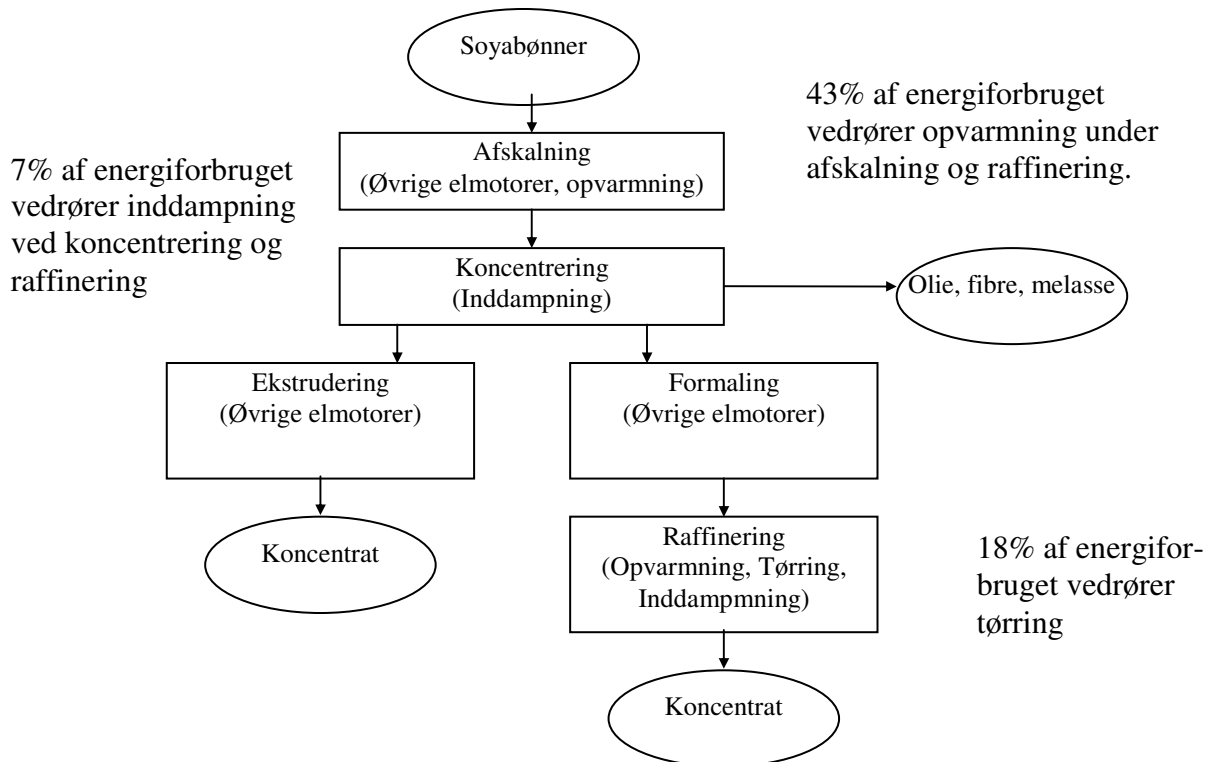 Soyabønner
43% af energiforbruget
vedrører opvarmning under
afskalning og raffinering.
Afskalning
(Øvrige elmotorer, opvarmning)
7% af energiforbruget
vedrører inddampning
ved koncentrering og
raffinering
Koncentrering
(Inddampning)
Olie, fibre, melasse
Ekstrudering
(Øvrige elmotorer)
Formaling
(Øvrige elmotorer)
Koncentrat
Raffinering
(Opvarmning, Tørring,
Inddampmning)
18% af energifor-
bruget vedrører
tørring
Koncentrat